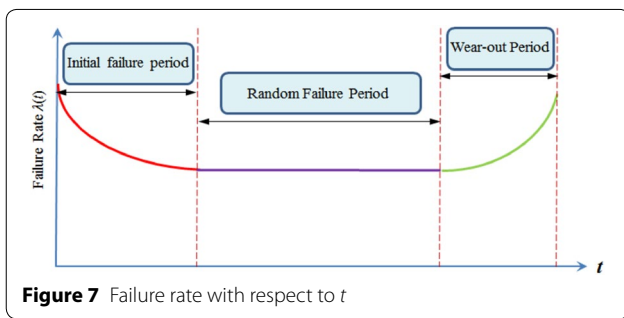 Wear-out Period
Initial failure period
Random Failure Period
Failure Rate λ(t)
t
Figure 7 Failure rate with respect to t